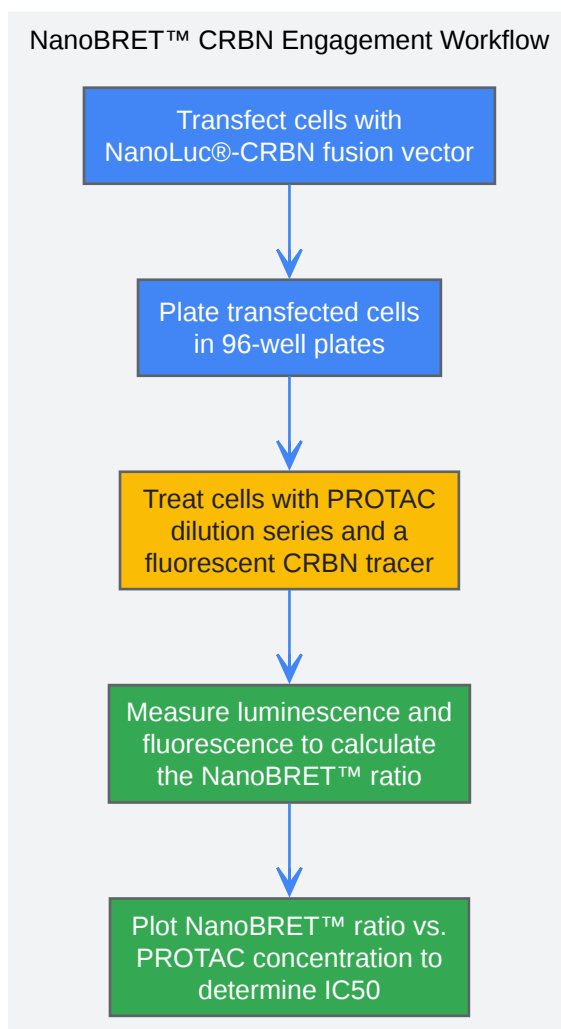 NanoBRET™ CRBN Engagement Workflow
Transfect cells with
NanoLuc®-CRBN fusion vector
Plate transfected cells
in 96-well plates
Treat cells with PROTAC
dilution series and a
fluorescent CRBN tracer
Measure luminescence and
fluorescence to calculate
the NanoBRET™ ratio
Plot NanoBRET™ ratio vs.
PROTAC concentration to
determine IC50